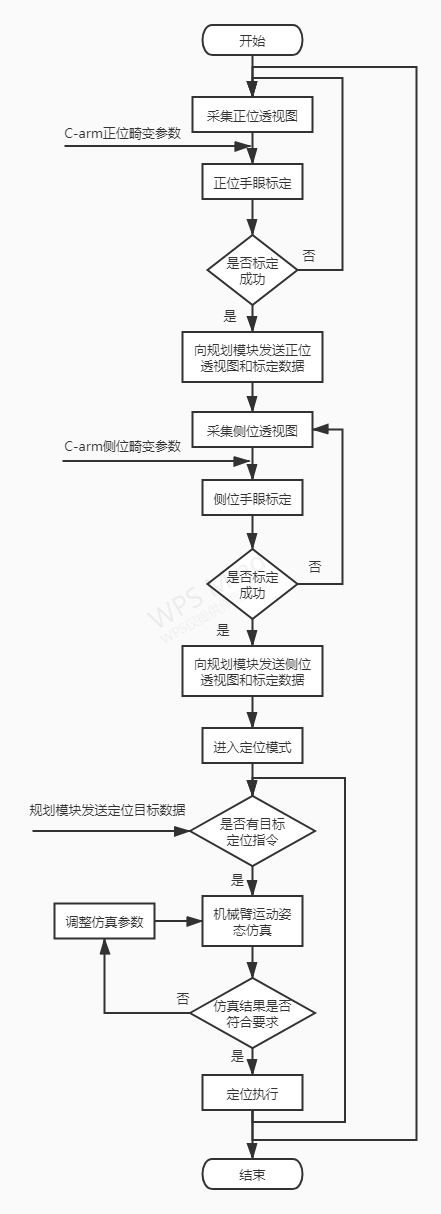 开始
采集正位透视图
C-arm正位畸变参数
正位手眼标定
是否标定
成功
否
是
向规划模块发送正位
透视图和标定数据
采集侧位透视图
C-arm侧位畸变参数
侧位手眼标定
是否标定
成功
否
是
向规划模块发送侧位
透视图和标定数据
进入定位模式
规划模块发送定位目标数据
是否有目标
定位指令
是
调整仿真参数
机械臂运动姿
态仿真
否
仿真结果是否
符合要求
是
定位执行
结束
WPS